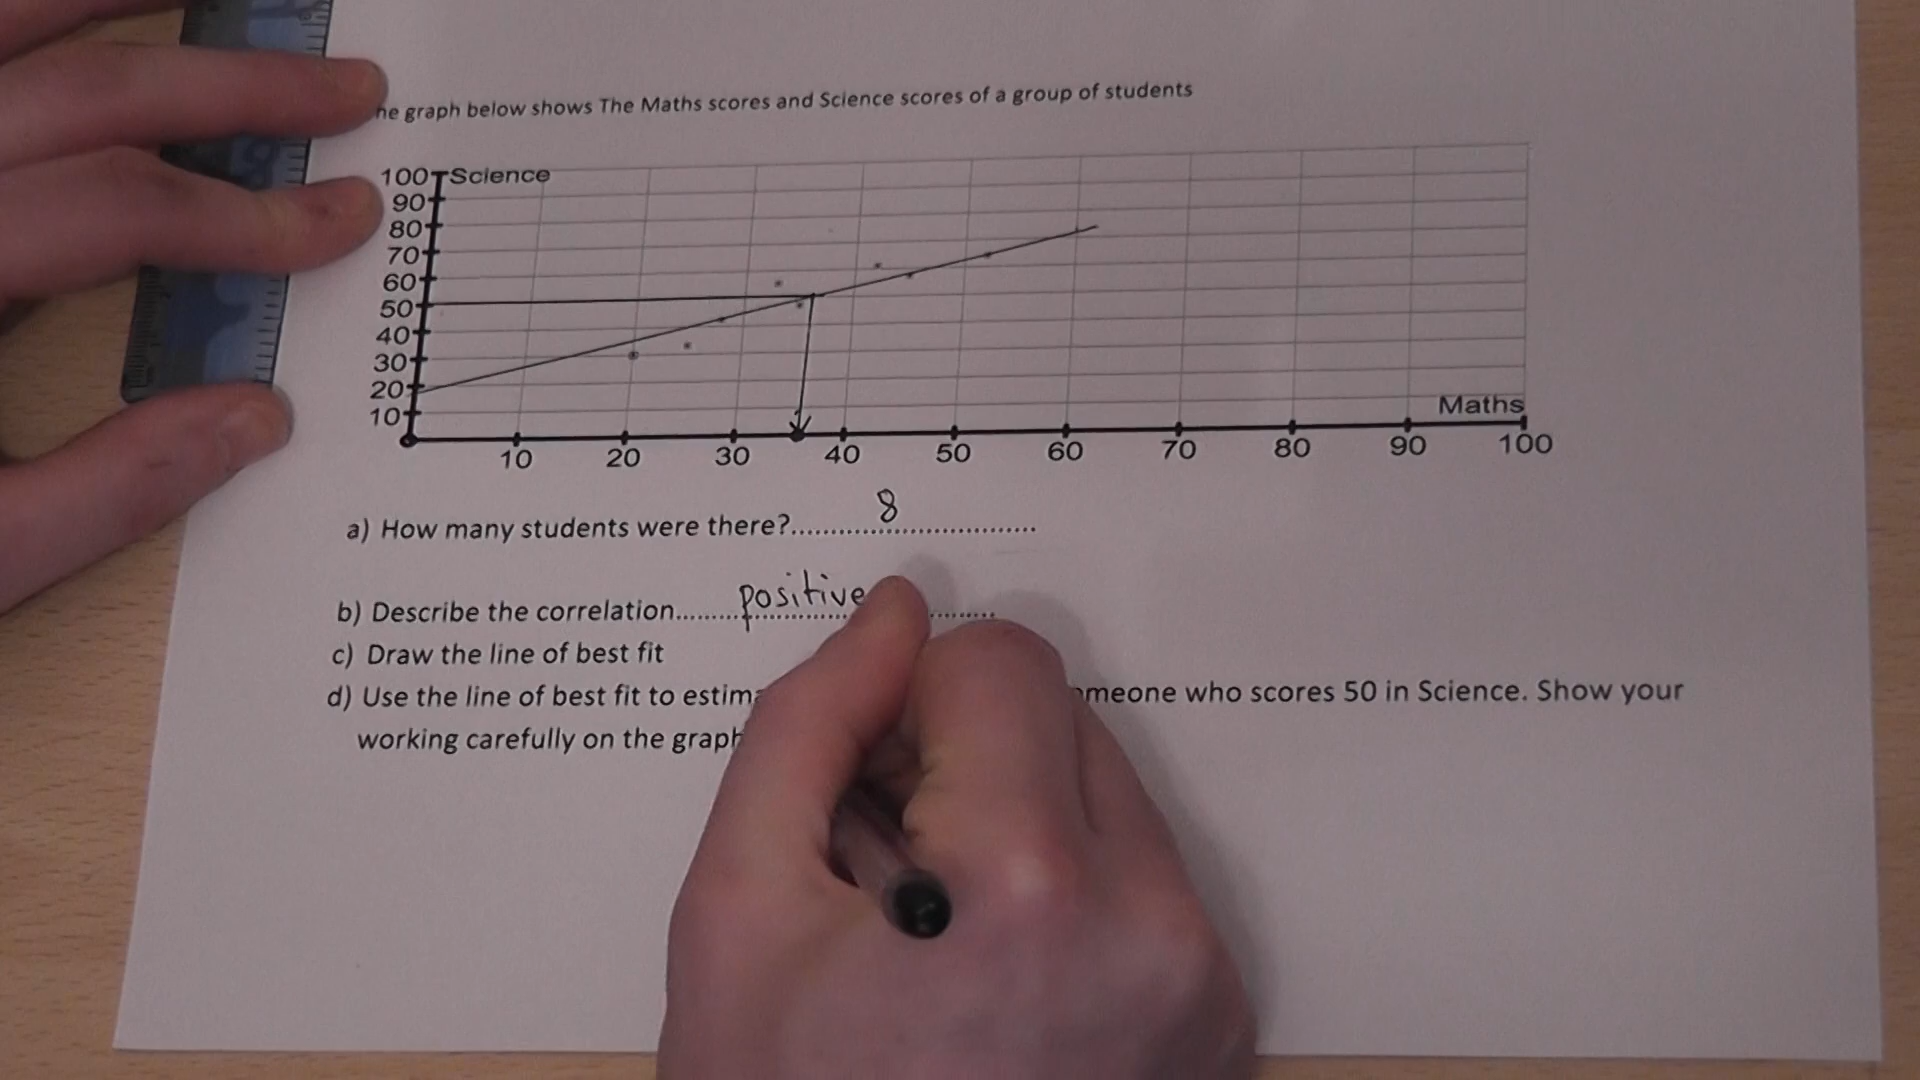 he graph below shows The Maths scores and Science scores of a group of students
100 Science
90
80
70
60
50
40
30
20
10
Maths
10 20 30 40 50 60 70 80 90 100
a) How many students were there?..........8..........
b) Describe the correlation........positive..........
c) Draw the line of best fit
d) Use the line of best fit to who scores 50 in Science. Show your
working carefully on the